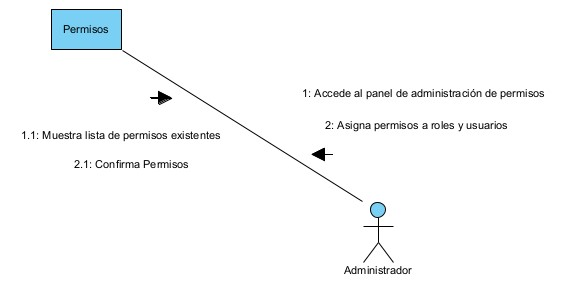 Permisos
1: Accede al panel de administración de permisos
2: Asigna permisos a roles y usuarios
1.1: Muestra lista de permisos existentes
2.1: Confirma Permisos
Administrador